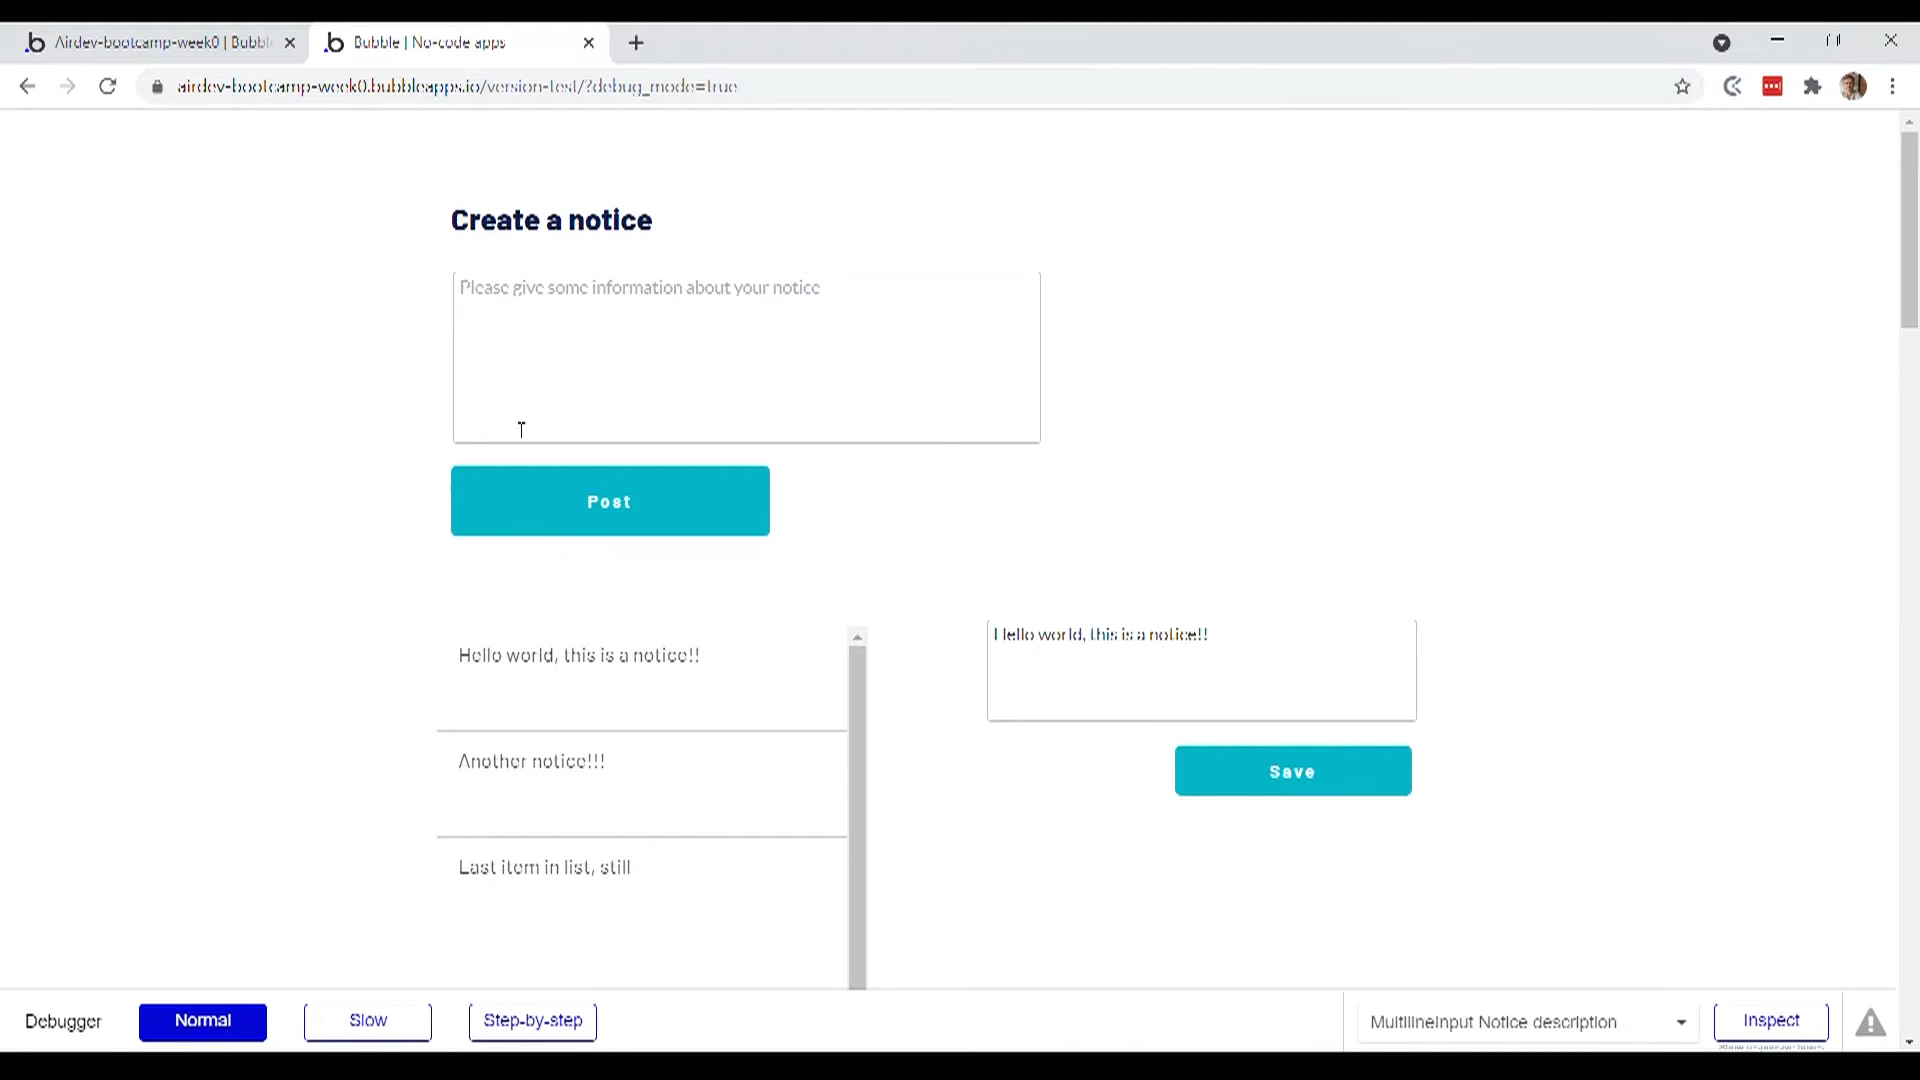 Airdev-bootcamp-week0 | Bubbl
Bubble | No-code apps
airdev-bootcamp-week0.bubbleapps.io/version-test/?debug_mode=true
Create a notice
Please give some information about your notice
Post
Hello world, this is a notice!!
Another notice!!!
Last item in list, still
Hello world, this is a notice!!
Save
Debugger
Normal
Slow
Step-by-step
MultilineInput Notice description
Inspect